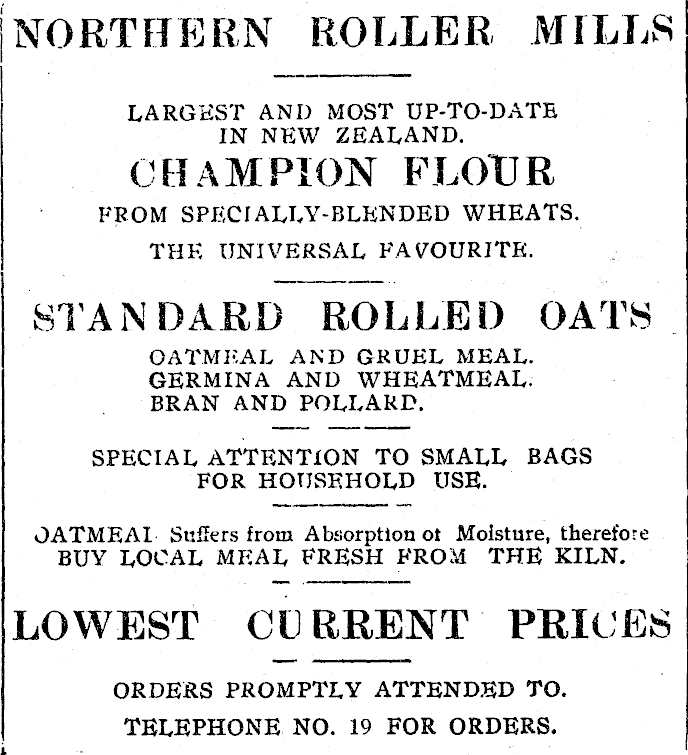 NORTHERN ROLLER MILLS
LARGEST AND MOST UP-TO-DATE
IN NEW ZEALAND.
CHAMPION FLOUR
FROM SPECIALLY-BLENDED WHEATS.
THE UNIVERSAL FAVOURITE.
STANDARD ROLLED OATS
OATMEAL AND GRUEL MEAL.
GERMINA AND WHEATMEAL.
BRAN AND POLLARD.
SPECIAL ATTENTION TO SMALL BAGS
FOR HOUSEHOLD USE.
OATMEAL Suffers from Absorption of Moisture, therefore
BUY LOCAL MEAL FRESH FROM THE KILN.
LOWEST CURRENT PRICES
ORDERS PROMPTLY ATTENDED TO.
TELEPHONE NO. 19 FOR ORDERS.